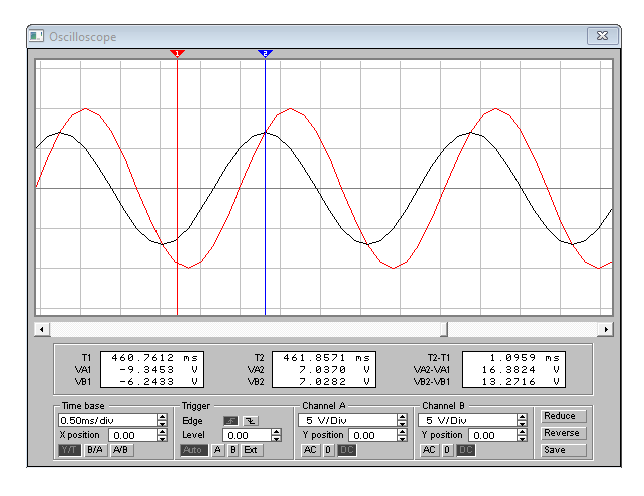 Oscilloscope
1 2
T1 460.7612 ms T2 461.8571 ms T2-T1 1.0959 ms
VA1 -9.3453 V VA2 7.0370 V VA2-VA1 16.3824 V
VB1 -6.2433 V VB2 7.0282 V VB2-VB1 13.2716 V
Time base Trigger Channel A Channel B
0.50ms/div Edge 5 V/Div 5 V/Div Reduce
X position 0.00 Level 0.00 Y position 0.00 Y position 0.00 Reverse
Y/T B/A A/B Auto A B Ext AC 0 DC AC 0 DC Save